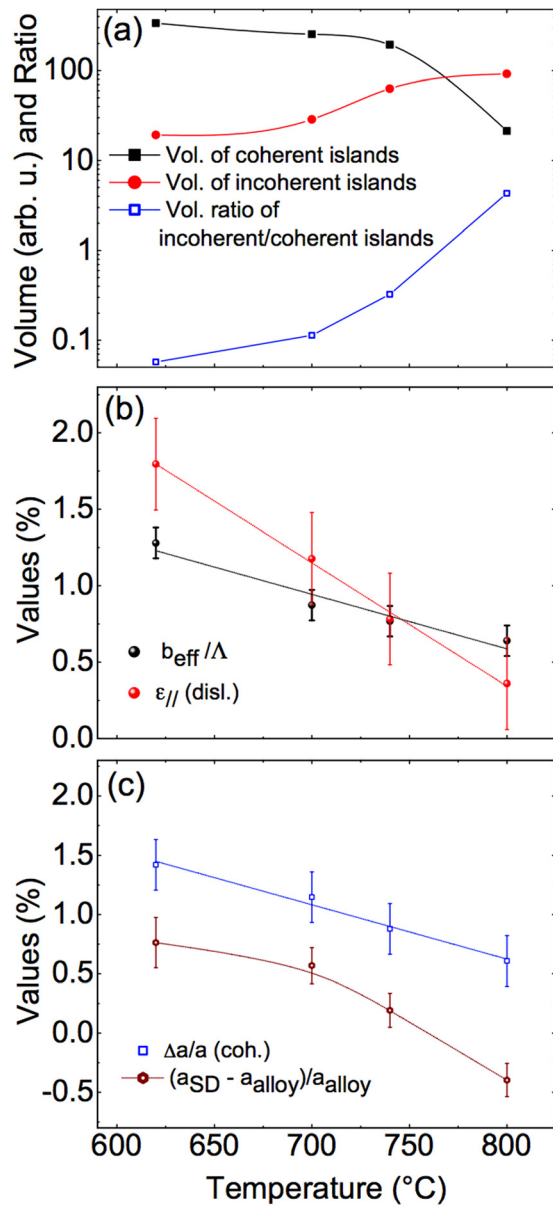 (a)
Volume (arb. u.) and Ratio
100
10
1
0.1
Vol. of coherent islands
Vol. of incoherent islands
Vol. ratio of
incoherent/coherent islands
(b)
Values (%)
2.0
1.5
1.0
0.5
0.0
b_eff /Λ
ε_// (disl.)
(c)
Values (%)
2.0
1.5
1.0
0.5
0.0
-0.5
Δa/a (coh.)
(a_SD - a_alloy)/a_alloy
600 650 700 750 800
Temperature (°C)